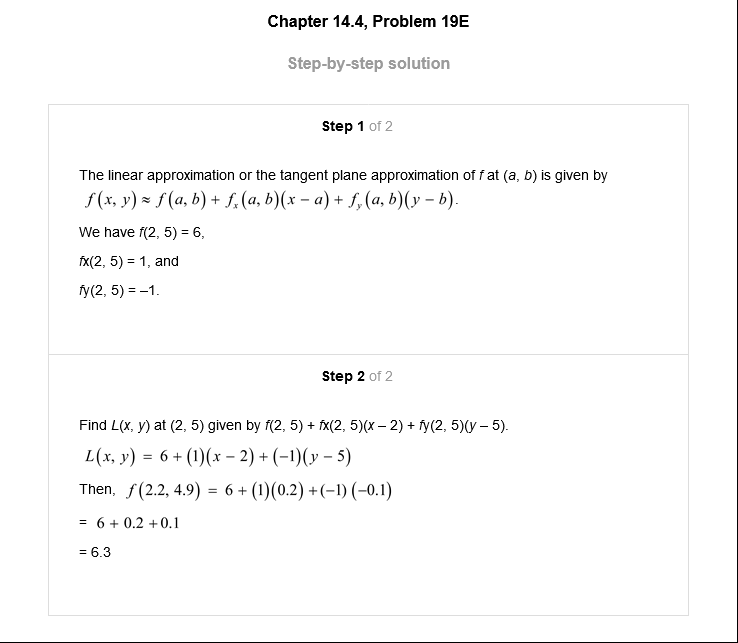 Chapter 14.4, Problem 19E
Step-by-step solution
Step 1 of 2
The linear approximation or the tangent plane approximation of f at (a, b) is given by
f(x, y) ≈ f(a, b) + fₓ(a, b)(x − a) + f_y(a, b)(y − b).
We have f(2, 5) = 6,
fx(2, 5) = 1, and
fy(2, 5) = –1.
Step 2 of 2
Find L(x, y) at (2, 5) given by f(2, 5) + fx(2, 5)(x – 2) + fy(2, 5)(y – 5).
L(x, y) = 6 + (1)(x − 2) + (−1)(y − 5)
Then, f(2.2, 4.9) = 6 + (1)(0.2) + (−1)(−0.1)
= 6 + 0.2 + 0.1
= 6.3